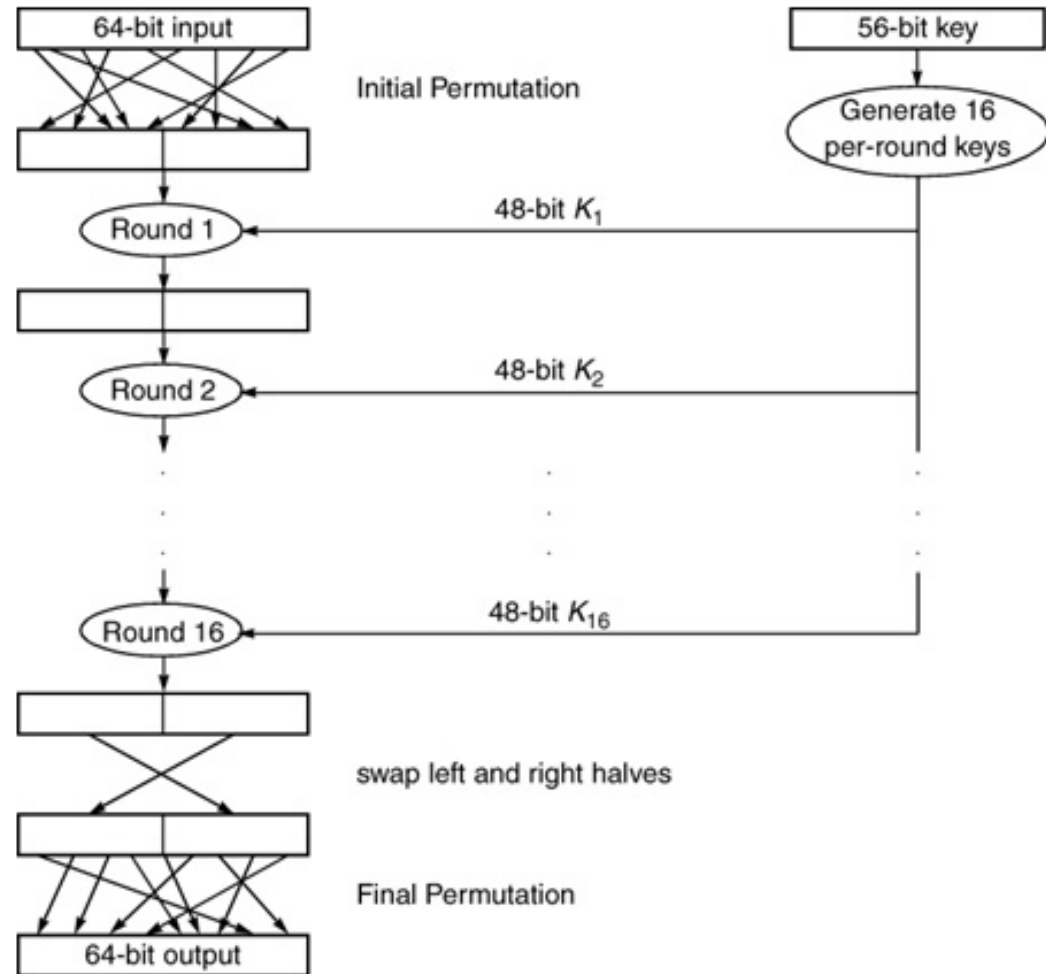 64-bit input
56-bit key
Initial Permutation
Generate 16
per-round keys
48-bit K1
Round 1
48-bit K2
Round 2
48-bit K16
Round 16
swap left and right halves
Final Permutation
64-bit output